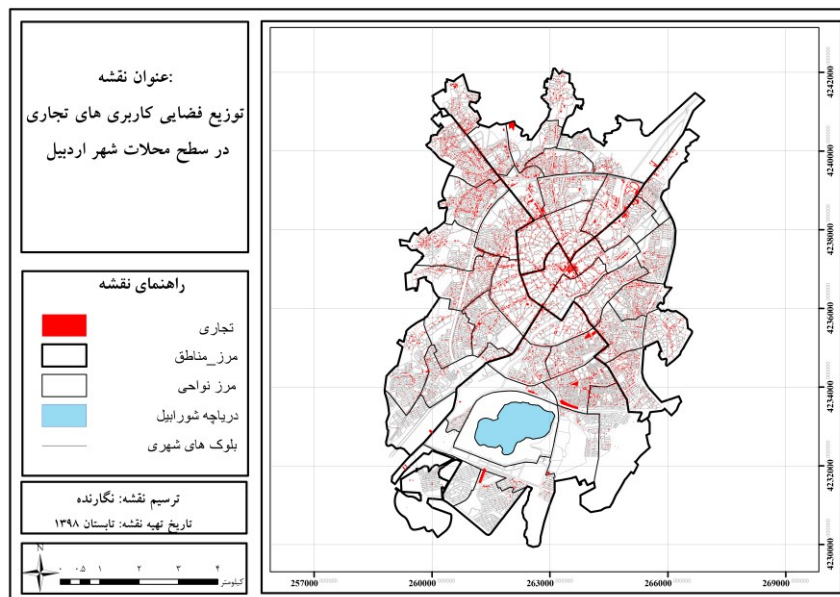 عنوان نقشه:
توزیع فضایی کاربری های تجاری
در سطح محلات شهر اردبیل
راهنمای نقشه
تجاری
مرز_مناطق
مرز نواحی
دریاچه شورابیل
بلوک های شهری
ترسیم نقشه: نگارنده
تاریخ تهیه نقشه: تابستان ۱۳۹۸
N
۰ ۰.۵ ۱ ۲ ۳ ۴
کیلومتر
4242000
4240000
4238000
4236000
4234000
4232000
4230000
257000 260000 263000 266000 269000